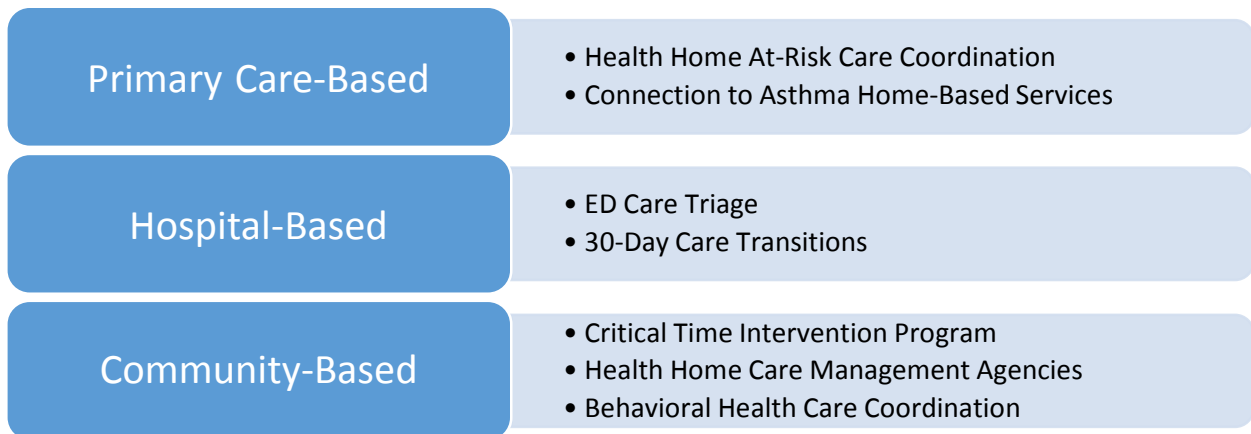 Primary Care-Based
• Health Home At-Risk Care Coordination
• Connection to Asthma Home-Based Services
Hospital-Based
• ED Care Triage
• 30-Day Care Transitions
Community-Based
• Critical Time Intervention Program
• Health Home Care Management Agencies
• Behavioral Health Care Coordination